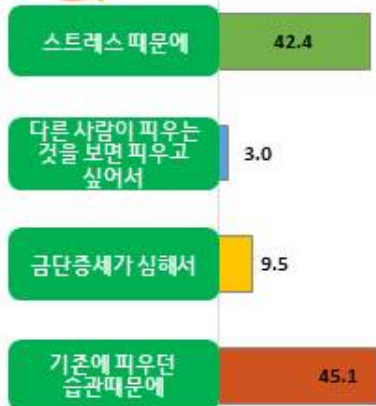 스트레스 때문에
42.4
다른 사람이 피우는
것을 보면 피우고
싶어서
3.0
금단증세가 심해서
9.5
기존에 피우던
습관때문에
45.1